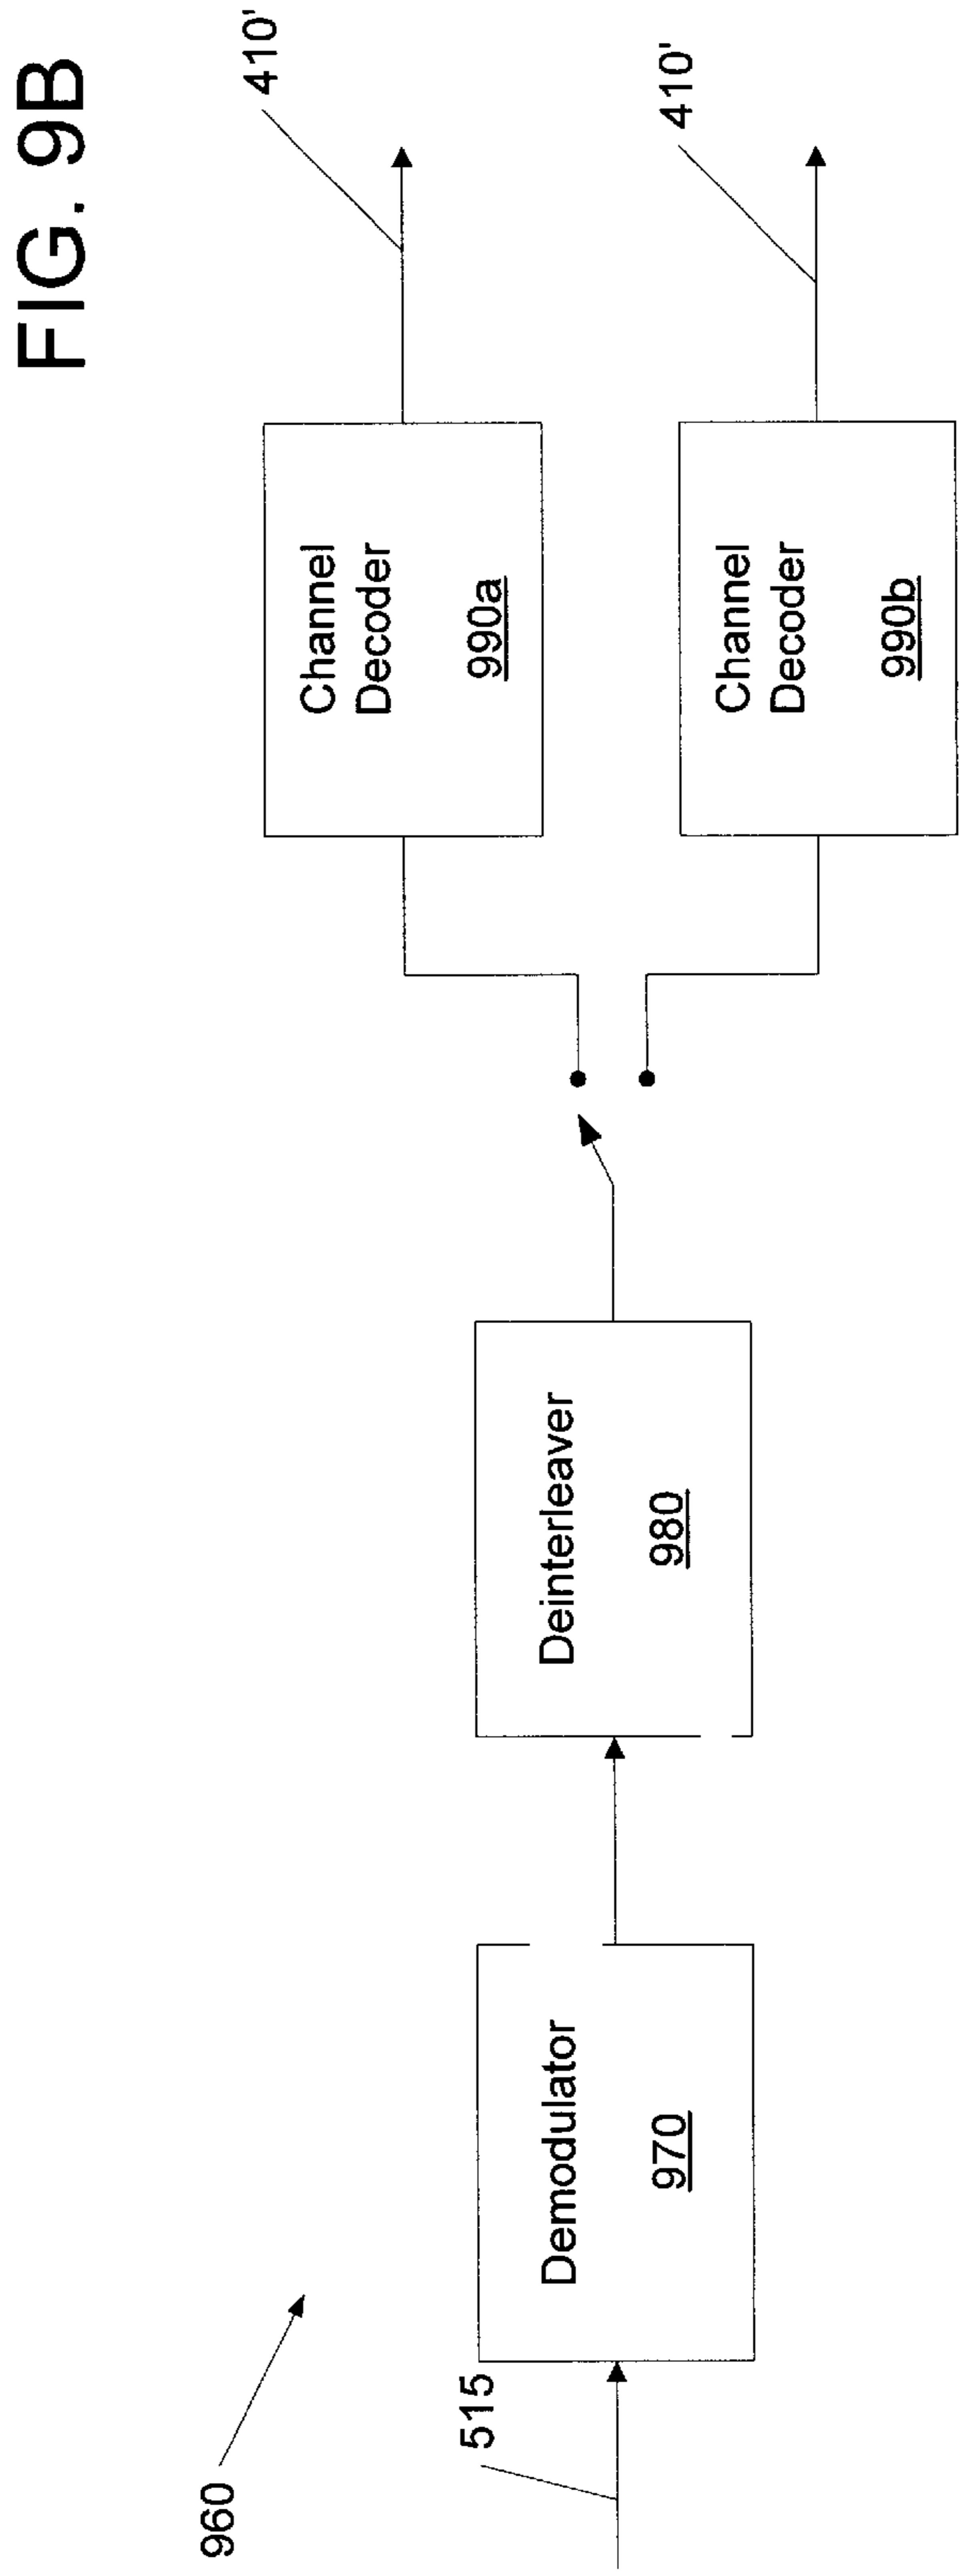 FIG. 9B
960
515
Demodulator
970
Deinterleaver
980
Channel
Decoder
990a
410'
Channel
Decoder
990b
410'